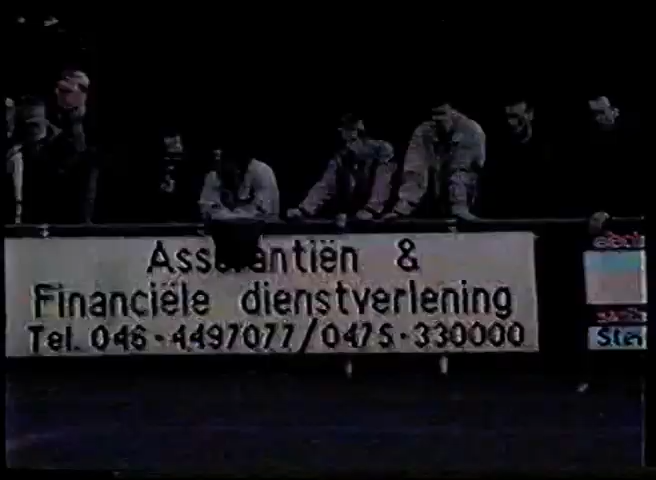 Assurantiën &
Financiële dienstverlening
Tel. 046-4497077/0475-330000